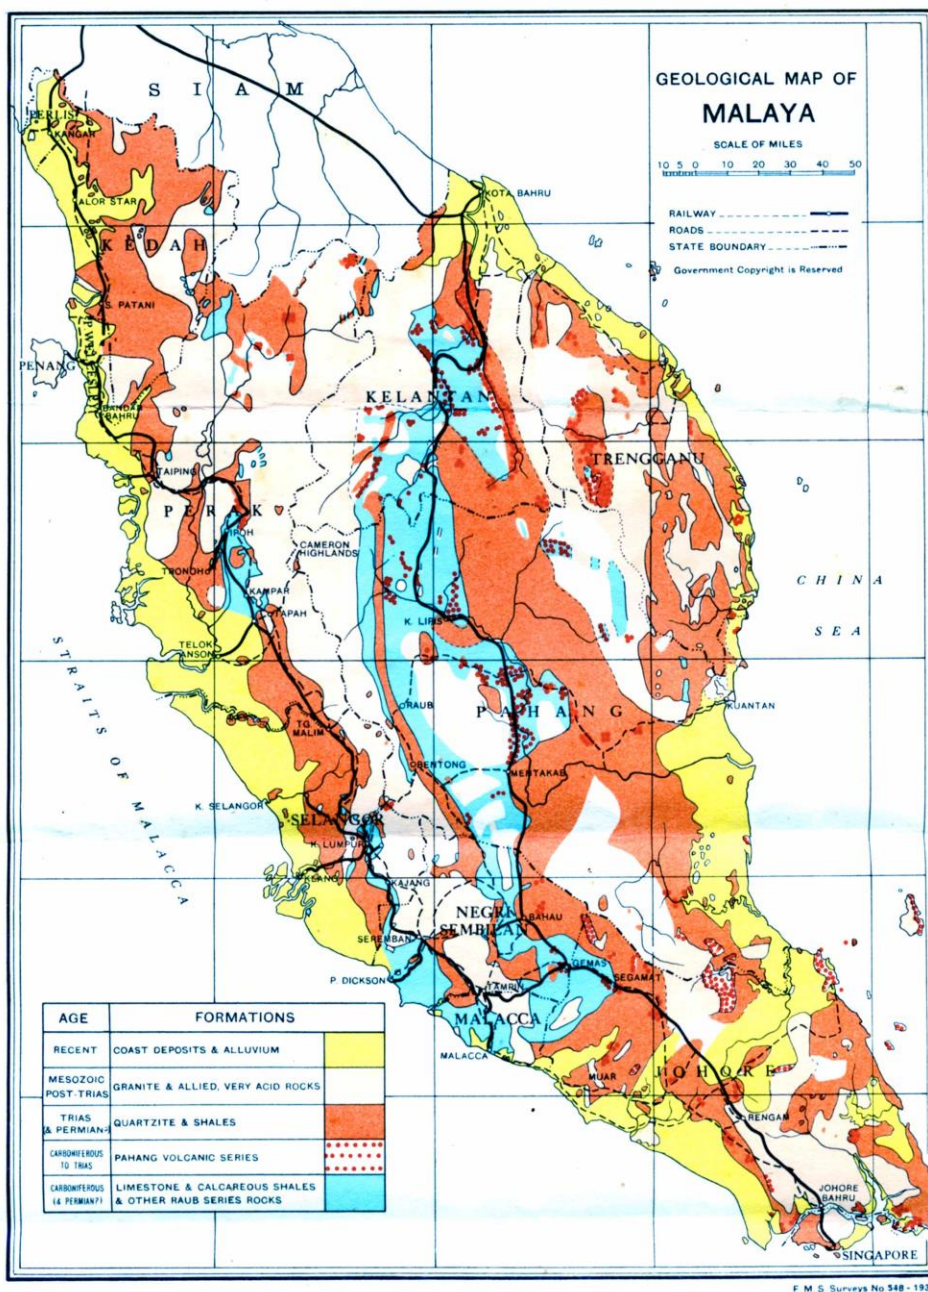 GEOLOGICAL MAP OF
MALAYA
SCALE OF MILES
10 5 0 10 20 30 40 50
RAILWAY
ROADS
STATE BOUNDARY
Government Copyright is Reserved
SIAM
PERLIS
KANGAR
ALOR STAR
KEDAH
S. PATANI
PENANG
BANDAR
BAHRU
KOTA BAHRU
KELANTAN
TRENGGANU
TAIPING
PERAK
IPOH
TRONOH
CAMERON
HIGHLANDS
KAMPAR
TAPAH
TELOK
ANSON
K. LIPIS
CHINA
SEA
STRAITS OF MALACCA
RAUB
PAHANG
KUANTAN
TG.
MALIM
BENTONG
MENTAKAB
K. SELANGOR
SELANGOR
K. LUMPUR
KLANG
KAJANG
NEGRI
SEMBILAN
BAHAU
SEREMBAN
GEMAS
P. DICKSON
SEGAMAT
TAMPIN
MALACCA
MALACCA
MUAR
JOHORE
RENGAM
JOHORE
BAHRU
SINGAPORE
AGE FORMATIONS
RECENT COAST DEPOSITS & ALLUVIUM
MESOZOIC
POST-TRIAS
GRANITE & ALLIED, VERY ACID ROCKS
TRIAS
(& PERMIAN?)
QUARTZITE & SHALES
CARBONIFEROUS
TO TRIAS
PAHANG VOLCANIC SERIES
CARBONIFEROUS
(& PERMIAN?)
LIMESTONE & CALCAREOUS SHALES
& OTHER RAUB SERIES ROCKS
F. M. S. Surveys No 548 - 193